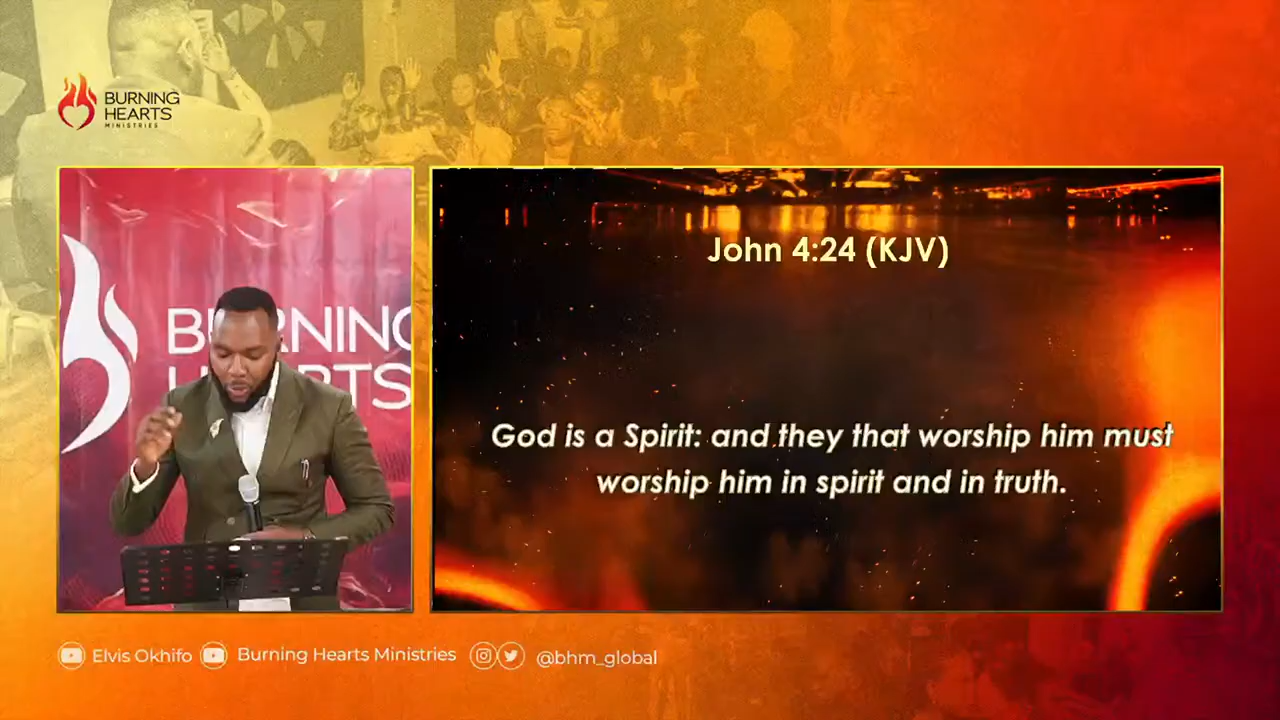 BURNING
HEARTS
MINISTRIES
BURNING
HEARTS
John 4:24 (KJV)
God is a Spirit: and they that worship him must
worship him in spirit and in truth.
Elvis Okhifo
Burning Hearts Ministries
@bhm_global